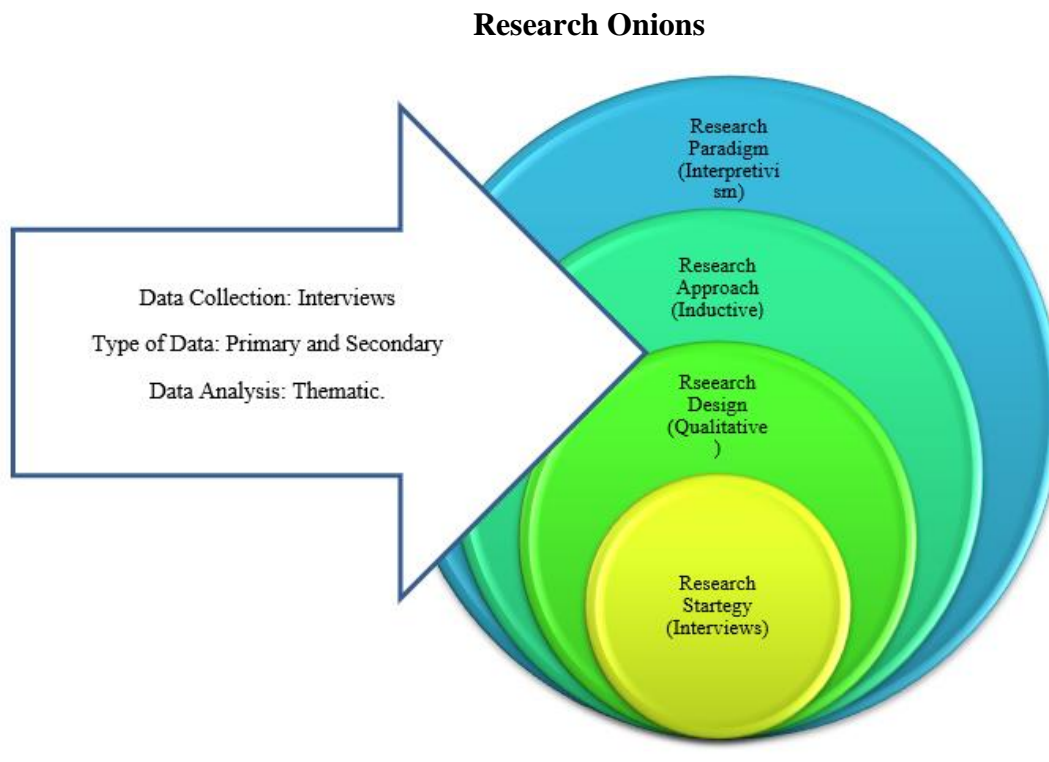 Research Onions
Research
Paradigm
(Interpretivi
sm)
Research
Approach
(Inductive)
Rseearch
Design
(Qualitative
)
Research
Startegy
(Interviews)
Data Collection: Interviews
Type of Data: Primary and Secondary
Data Analysis: Thematic.